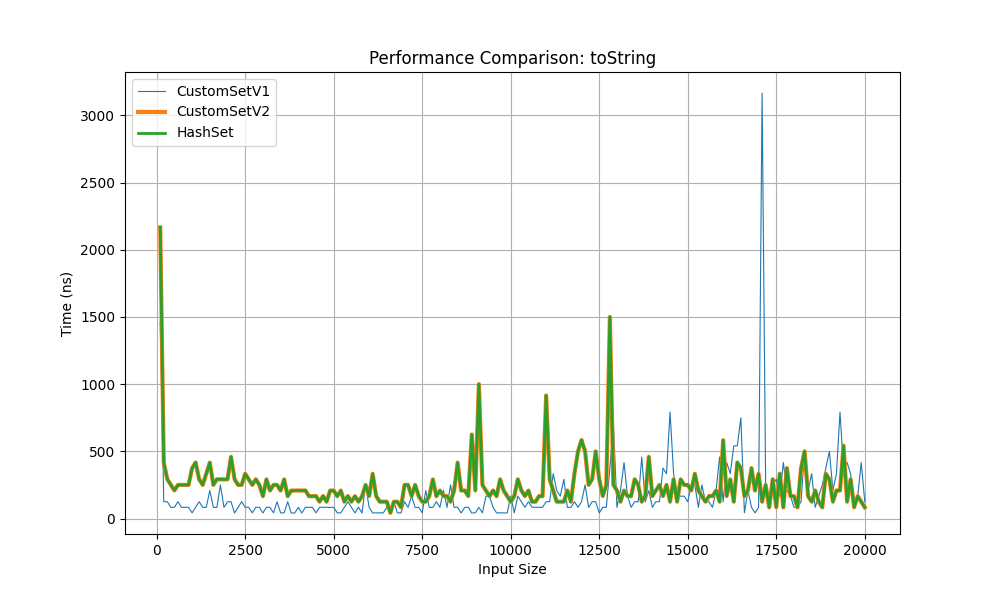 Performance Comparison: toString
CustomSetV1
CustomSetV2
HashSet
3000
2500
2000
1500
1000
500
0
Time (ns)
0 2500 5000 7500 10000 12500 15000 17500 20000
Input Size